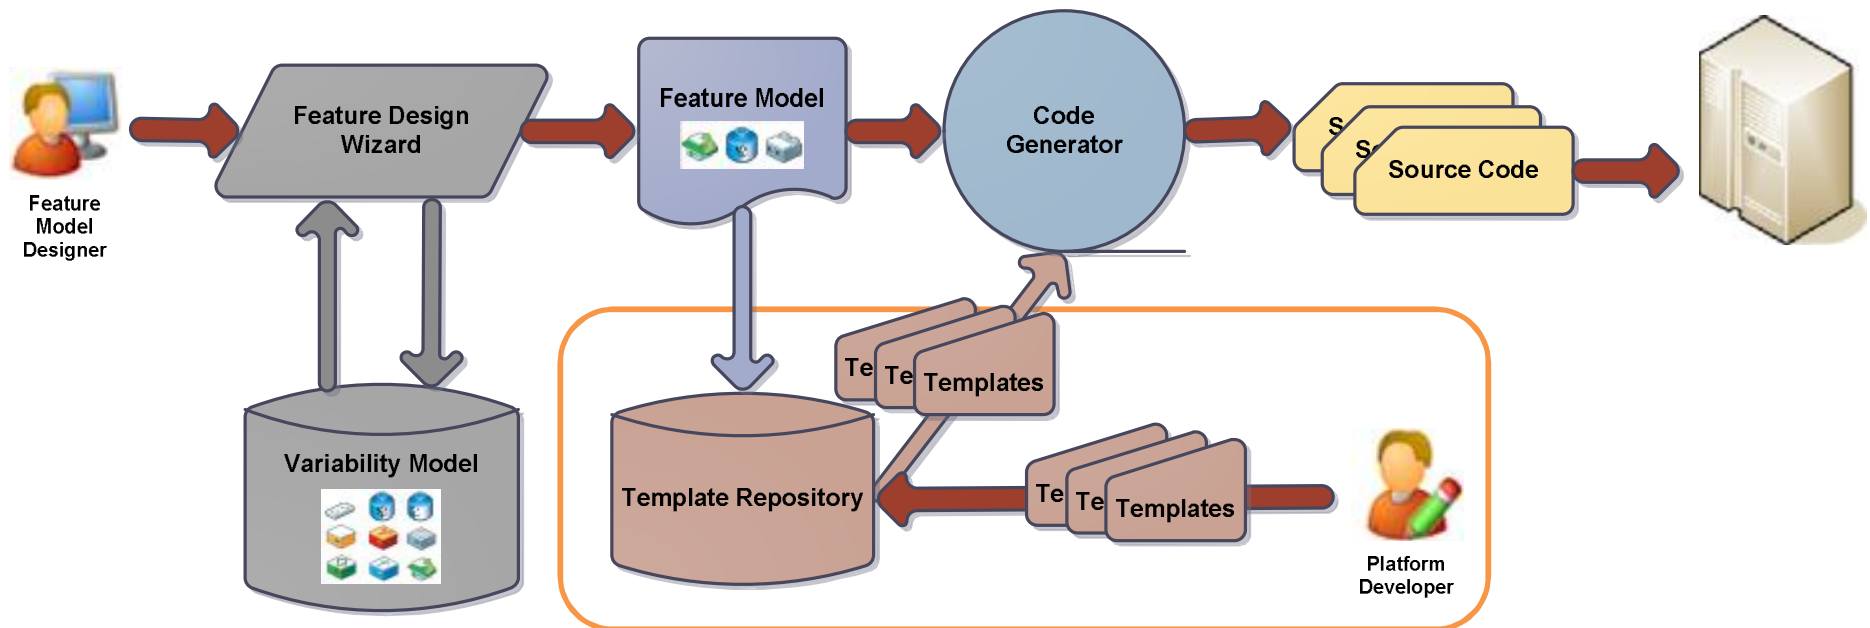 Feature
Model
Designer
Feature Design
Wizard
Feature Model
Code
Generator
S
So
Source Code
Variability Model
Template Repository
Te
Te
Templates
Te
Te
Templates
Platform
Developer